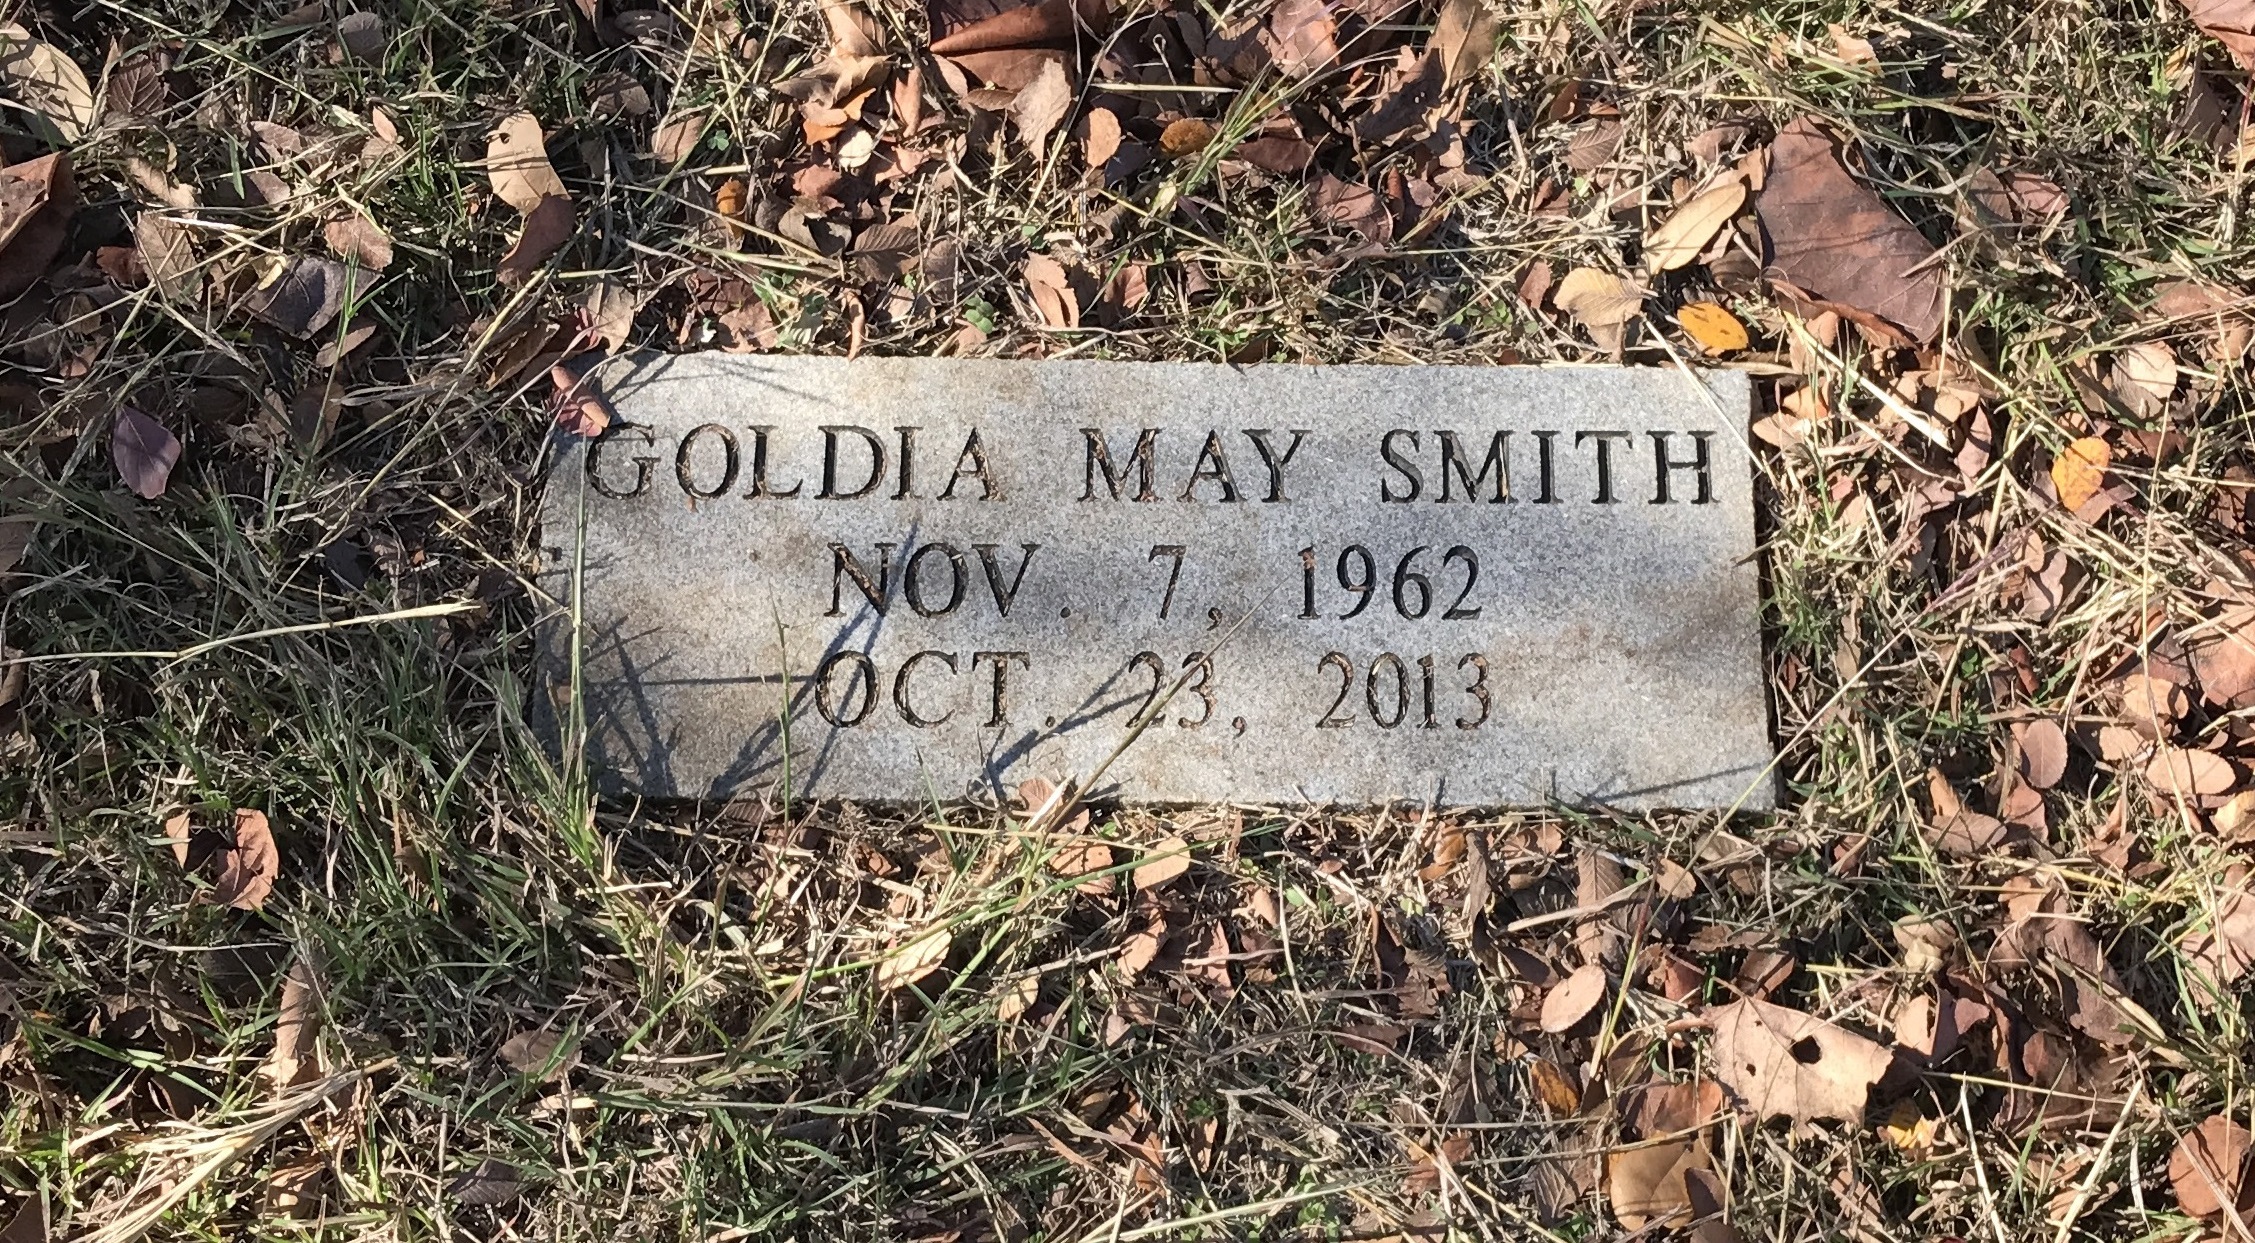 GOLDIA MAY SMITH
NOV. 7, 1962
OCT. 23, 2013